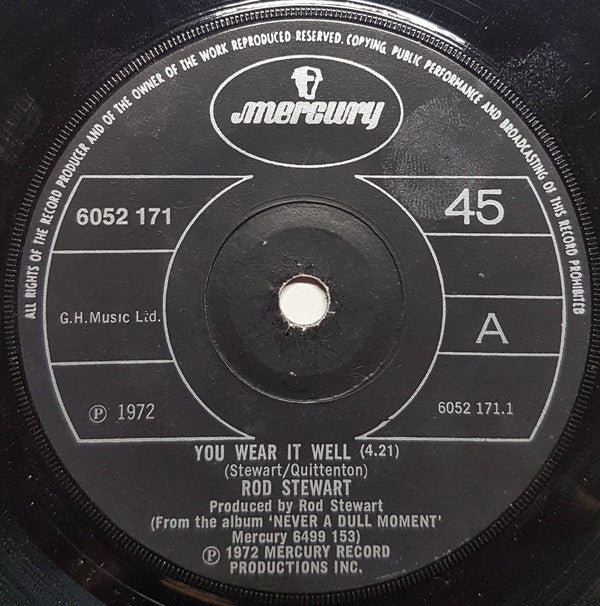 ALL RIGHTS OF THE RECORD PRODUCER AND OF THE OWNER OF THE WORK REPRODUCED RESERVED. COPYING, PUBLIC PERFORMANCE AND BROADCASTING OF THIS RECORD PROHIBITED
mercury
6052 171
45
G.H.Music Ltd.
A
℗ 1972
6052 171.1
YOU WEAR IT WELL (4.21)
(Stewart/Quittenton)
ROD STEWART
Produced by Rod Stewart
(From the album 'NEVER A DULL MOMENT'
Mercury 6499 153)
℗ 1972 MERCURY RECORD
PRODUCTIONS INC.